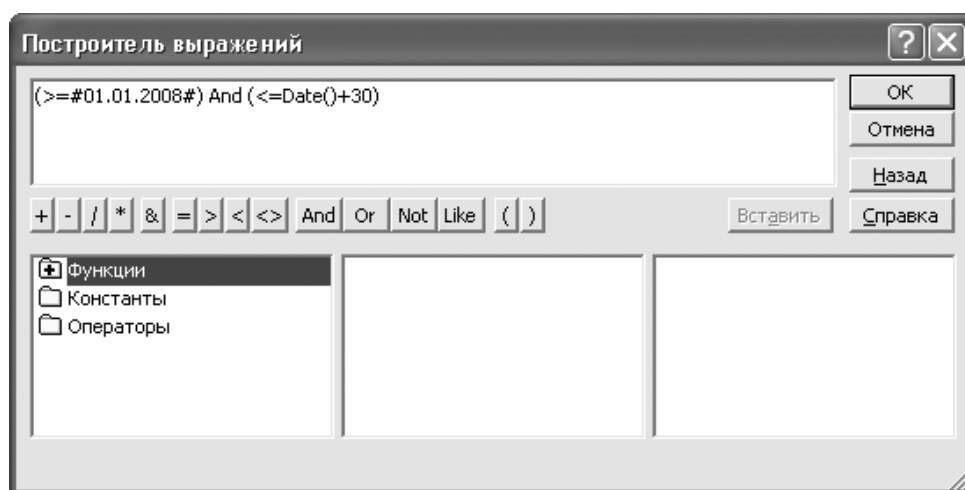 Построитель выражений
(>=#01.01.2008#) And (<=Date()+30)
ОК
Отмена
Назад
+ - / * & = > < <> And Or Not Like ( ) Вставить Справка
Функции
Константы
Операторы